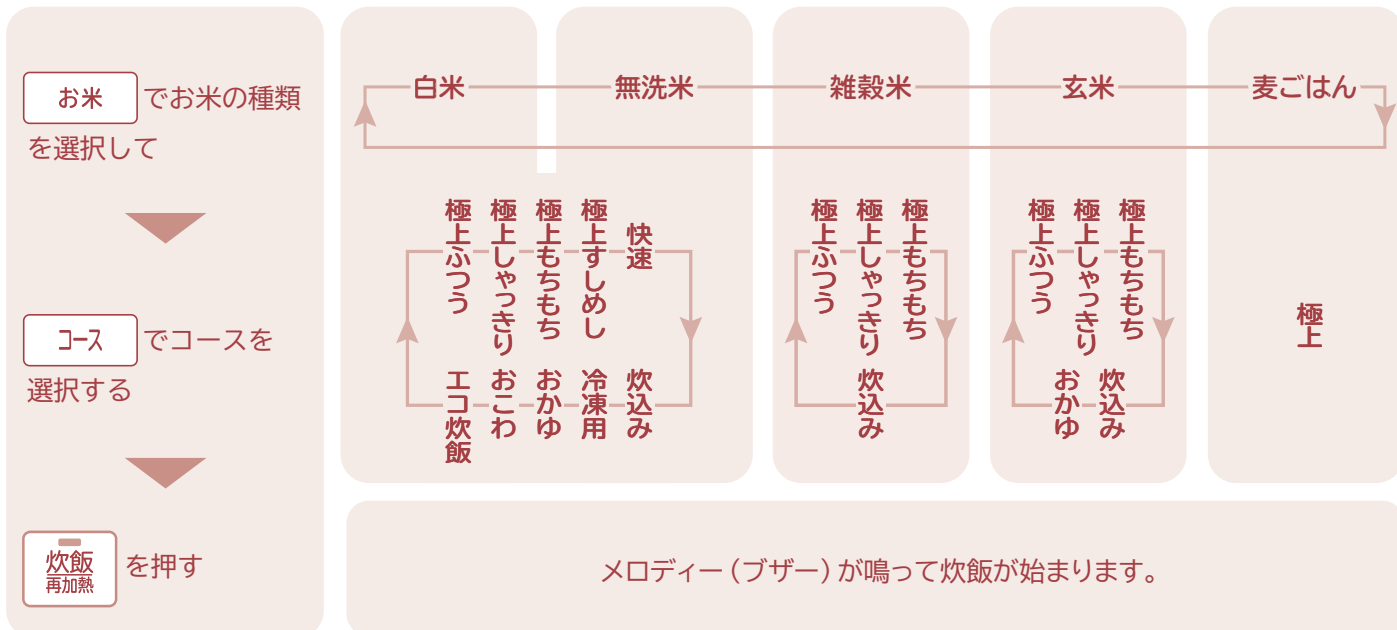 お米 でお米の種類
を選択して
コース でコースを
選択する
炊飯
再加熱
を押す
白米
無洗米
雑穀米
玄米
麦ごはん
極上ふつう
極上しゃっきり
極上もちもち
極上すしめし
快速
エコ炊飯
おこわ
おかゆ
冷凍用
炊込み
極上ふつう
極上しゃっきり
極上もちもち
炊込み
極上ふつう
極上しゃっきり
極上もちもち
おかゆ
炊込み
極上
メロディー（ブザー）が鳴って炊飯が始まります。